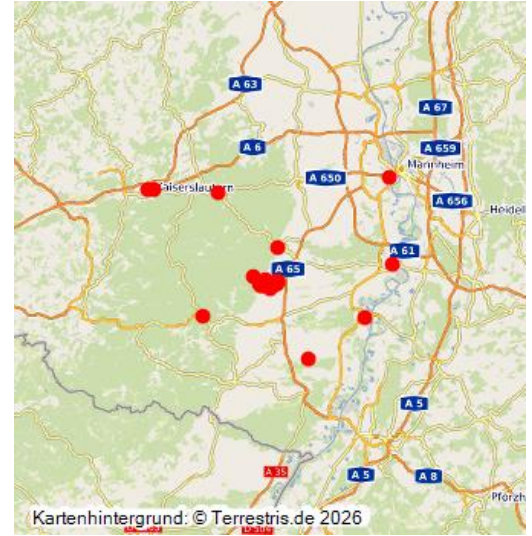 A 63
A 67
A 6
A 659
Mannheim
A 650
Kaiserslautern
A 656
Heidel
A 61
A 65
A 5
A 35
A 5
A 8
Pforzh
Kartenhintergrund: © Terrestris.de 2026